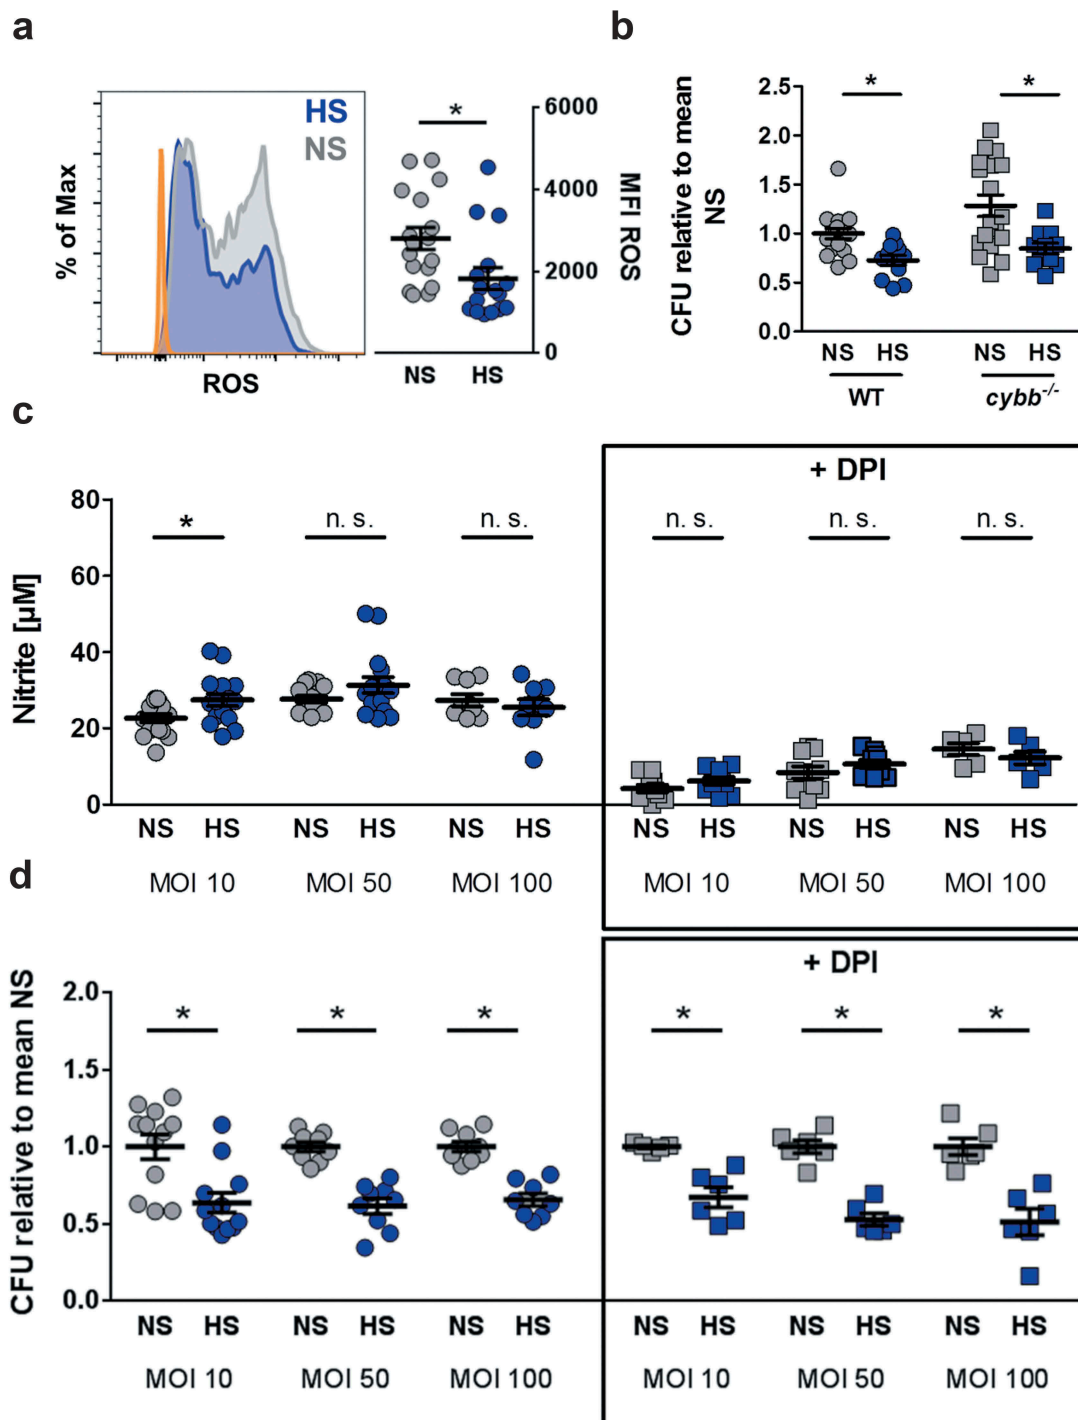 a
b
HS
NS
% of Max
ROS
*
6000
4000
2000
0
MFI ROS
NS HS
CFU relative to mean
NS
2.5
2.0
1.5
1.0
0.5
0.0
* *
NS HS NS HS
WT cybb-/-
c
+ DPI
Nitrite [µM]
80
60
40
20
0
* n. s. n. s. n. s. n. s. n. s.
NS HS NS HS NS HS NS HS NS HS NS HS
MOI 10 MOI 50 MOI 100 MOI 10 MOI 50 MOI 100
d
+ DPI
CFU relative to mean NS
2.0
1.5
1.0
0.5
0.0
* * * * * *
NS HS NS HS NS HS NS HS NS HS NS HS
MOI 10 MOI 50 MOI 100 MOI 10 MOI 50 MOI 100